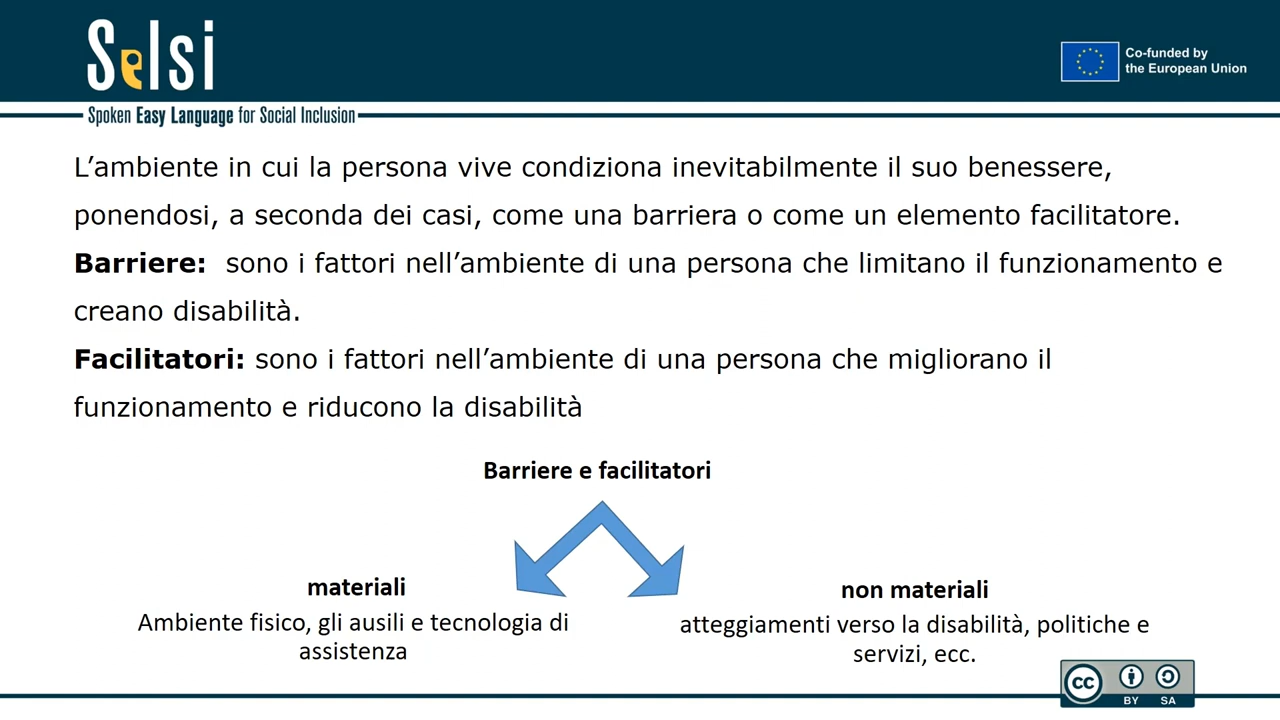 Selsi
Co-funded by
the European Union
Spoken Easy Language for Social Inclusion
L’ambiente in cui la persona vive condiziona inevitabilmente il suo benessere,
ponendosi, a seconda dei casi, come una barriera o come un elemento facilitatore.
Barriere:  sono i fattori nell’ambiente di una persona che limitano il funzionamento e
creano disabilità.
Facilitatori: sono i fattori nell’ambiente di una persona che migliorano il
funzionamento e riducono la disabilità
Barriere e facilitatori
materiali
Ambiente fisico, gli ausili e tecnologia di
assistenza
non materiali
atteggiamenti verso la disabilità, politiche e
servizi, ecc.
cc
BY SA